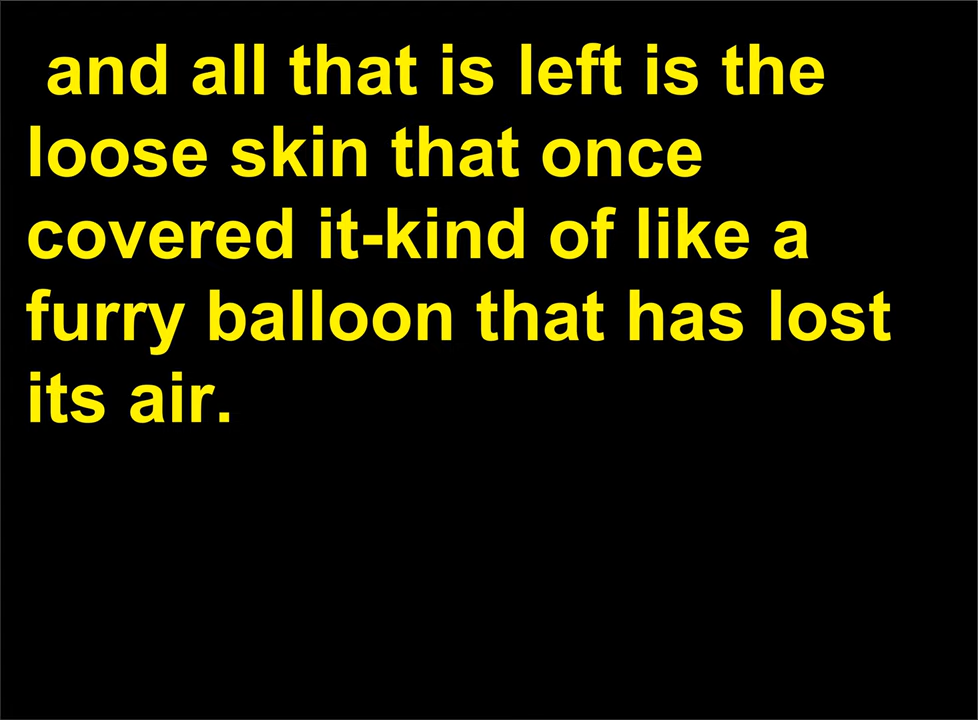 and all that is left is the
loose skin that once
covered it-kind of like a
furry balloon that has lost
its air.